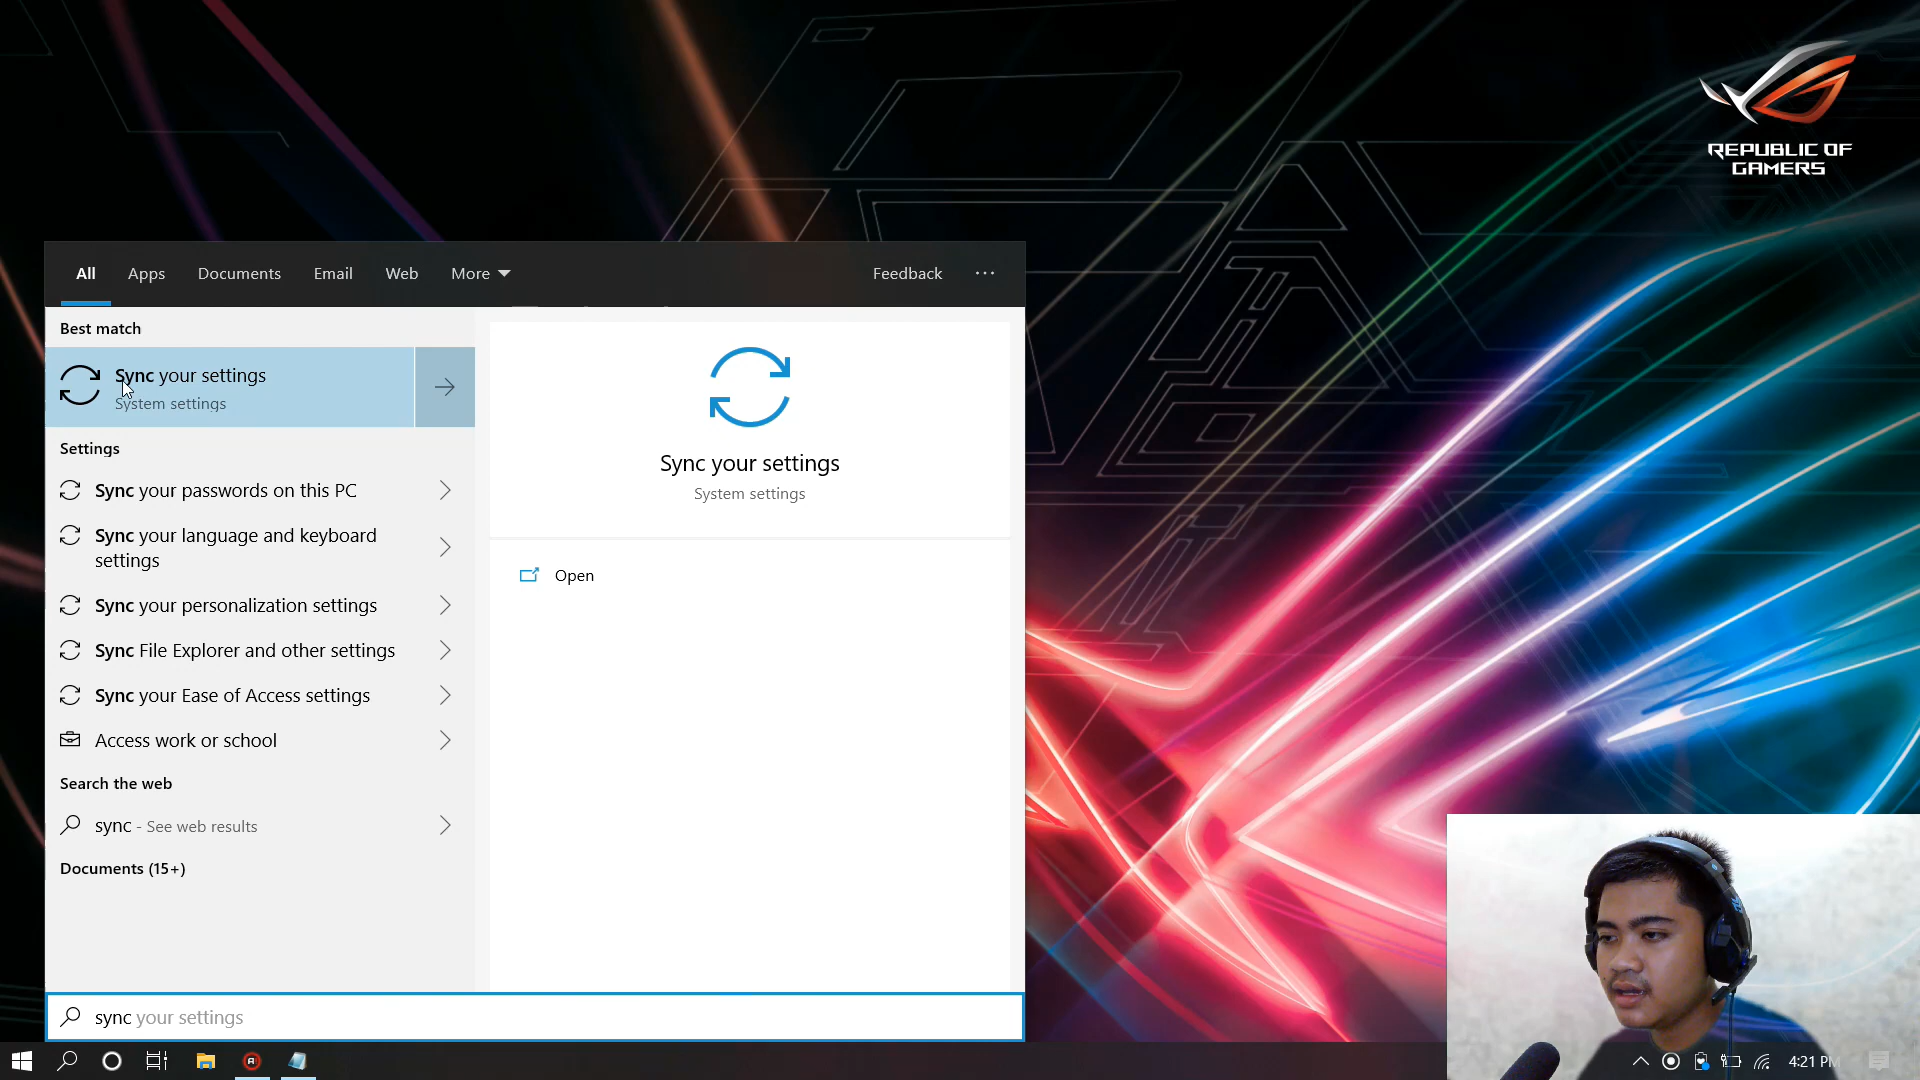 REPUBLIC OF
GAMERS
All Apps Documents Email Web More Feedback ...
Best match
Sync your settings
System settings
Settings
Sync your passwords on this PC
Sync your language and keyboard
settings
Sync your personalization settings
Sync File Explorer and other settings
Sync your Ease of Access settings
Access work or school
Search the web
sync - See web results
Documents (15+)
Sync your settings
System settings
Open
sync your settings
4:21 PM